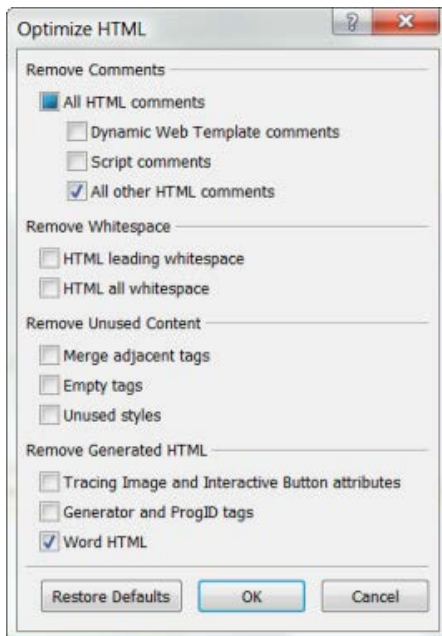 Optimize HTML
?
Remove Comments
All HTML comments
Dynamic Web Template comments
Script comments
All other HTML comments
Remove Whitespace
HTML leading whitespace
HTML all whitespace
Remove Unused Content
Merge adjacent tags
Empty tags
Unused styles
Remove Generated HTML
Tracing Image and Interactive Button attributes
Generator and ProgID tags
Word HTML
Restore Defaults OK Cancel